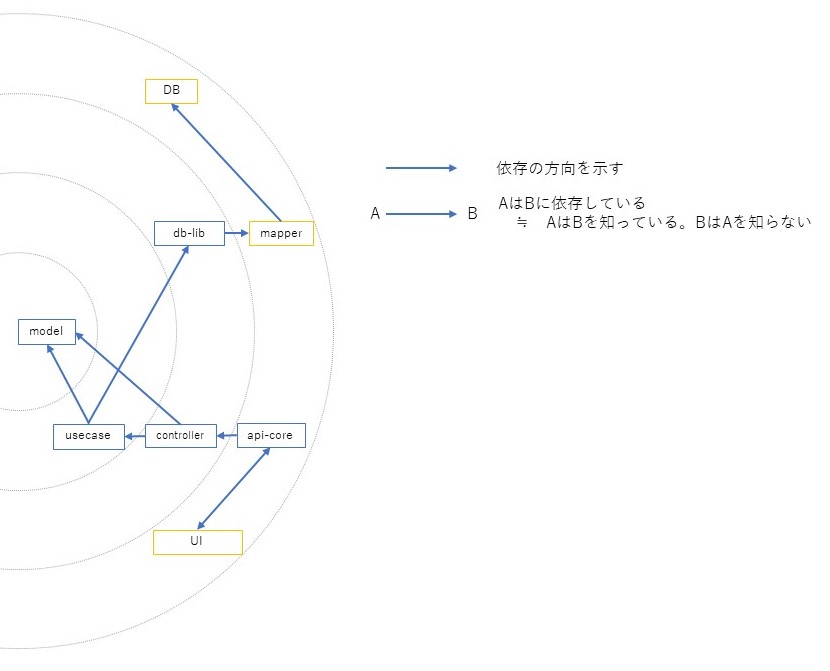 DB
db-lib
mapper
model
usecase
controller
api-core
UI
依存の方向を示す
A
B
AはBに依存している
≒ AはBを知っている。BはAを知らない